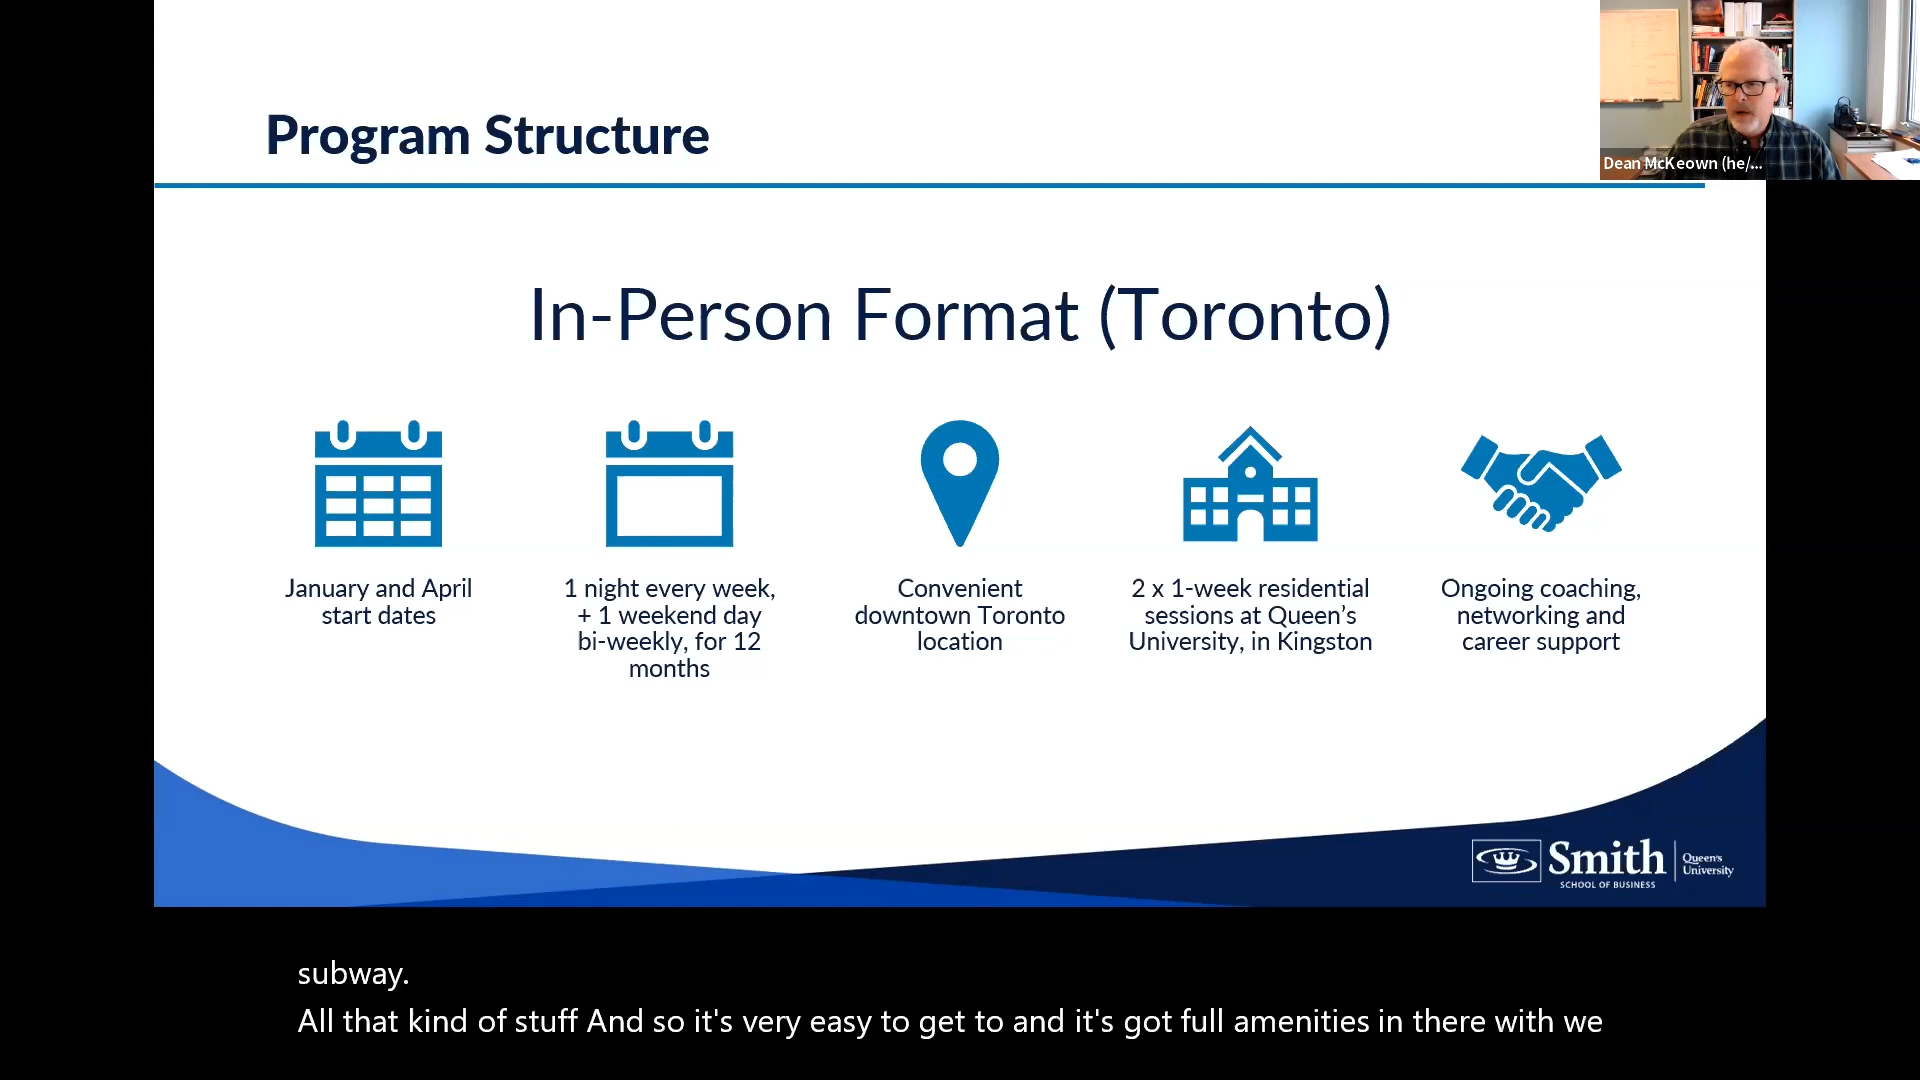 Program Structure
Dean McKeown (he/...
In-Person Format (Toronto)
January and April
start dates
1 night every week,
+ 1 weekend day
bi-weekly, for 12
months
Convenient
downtown Toronto
location
2 x 1-week residential
sessions at Queen's
University, in Kingston
Ongoing coaching,
networking and
career support
Smith
SCHOOL OF BUSINESS
Queen's
University
subway.
All that kind of stuff And so it's very easy to get to and it's got full amenities in there with we